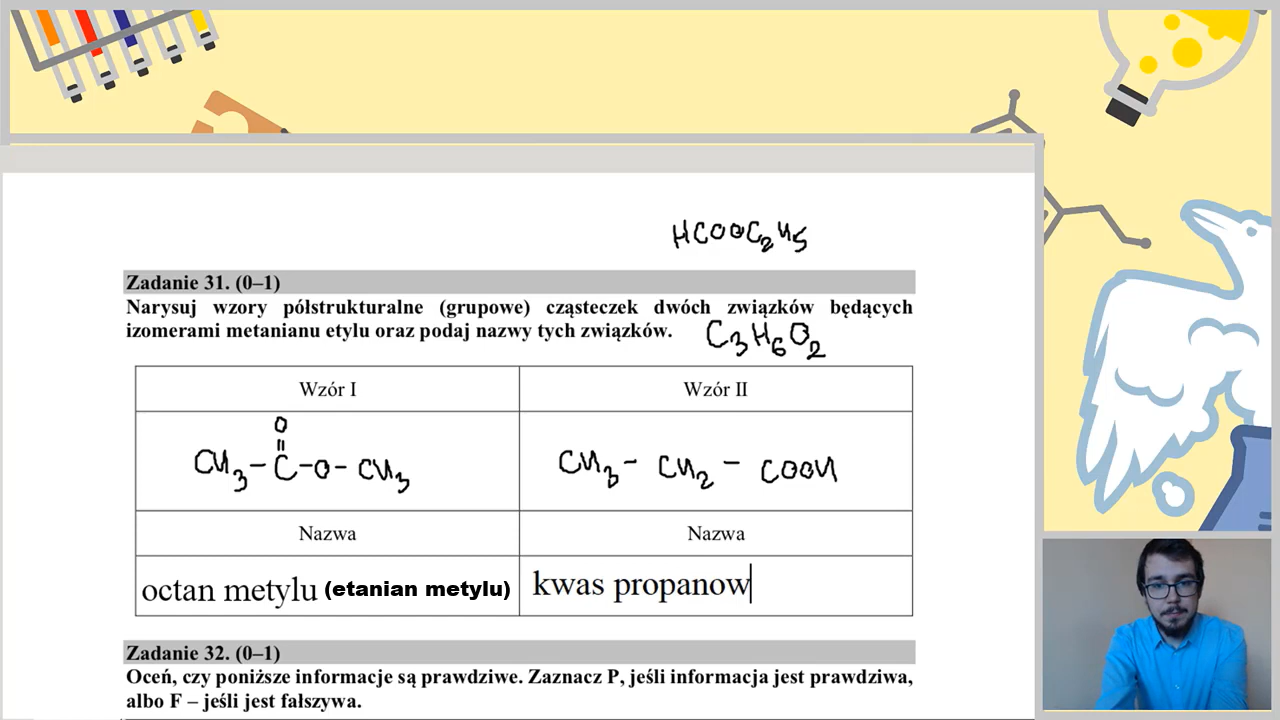 HCOOC2H5
Zadanie 31. (0–1)
Narysuj wzory półstrukturalne (grupowe) cząsteczek dwóch związków będących
izomerami metanianu etylu oraz podaj nazwy tych związków.
C3H6O2
Wzór I
Wzór II
O
CH3–C–O–CH3
CH3–CH2–COOH
Nazwa
Nazwa
octan metylu (etanian metylu)
kwas propanow
Zadanie 32. (0–1)
Oceń, czy poniższe informacje są prawdziwe. Zaznacz P, jeśli informacja jest prawdziwa,
albo F – jeśli jest fałszywa.